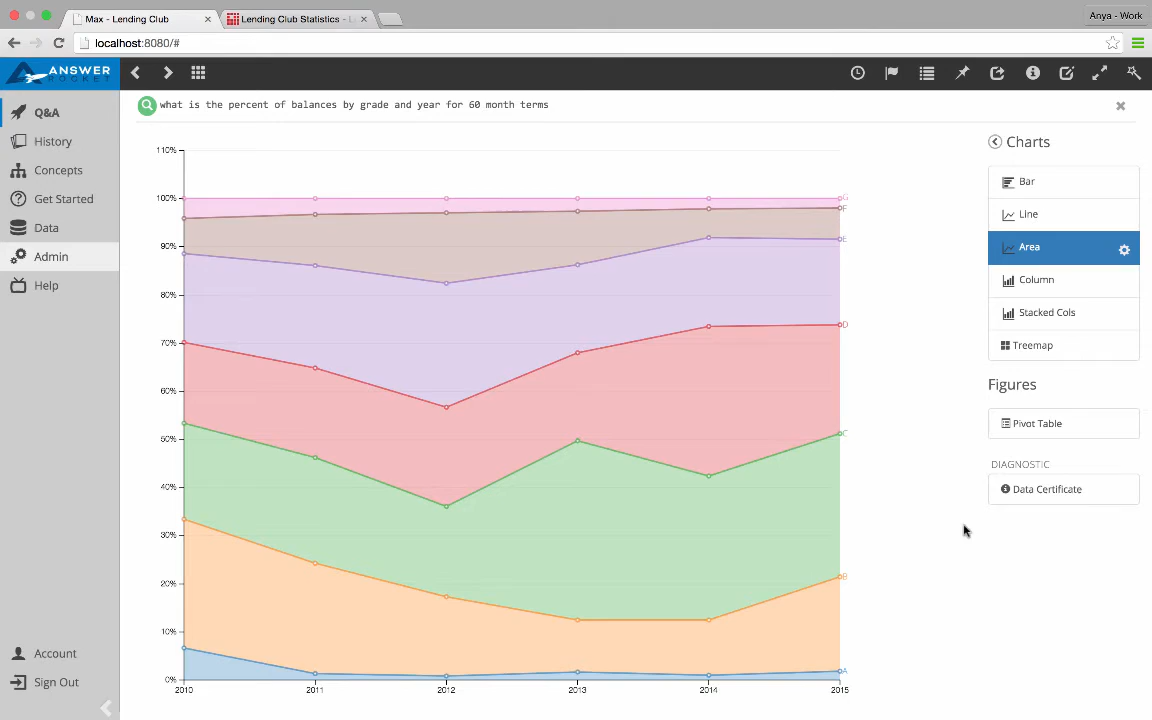 Max - Lending Club
Lending Club Statistics - L
Anya - Work
localhost:8080/#
ANSWER
ROCKET
Q&A
History
Concepts
Get Started
Data
Admin
Help
Account
Sign Out
what is the percent of balances by grade and year for 60 month terms
110%
100%
90%
80%
70%
60%
50%
40%
30%
20%
10%
0%
2010
2011
2012
2013
2014
2015
G
F
E
D
C
B
A
Charts
Bar
Line
Area
Column
Stacked Cols
Treemap
Figures
Pivot Table
DIAGNOSTIC
Data Certificate